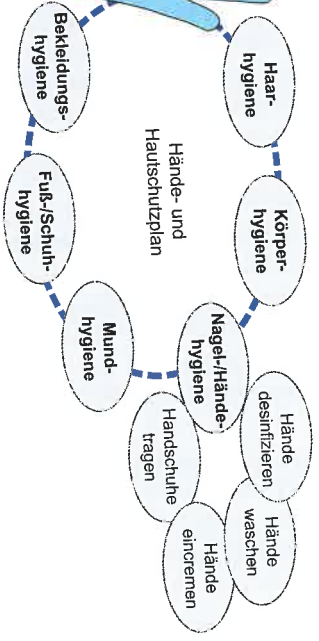 Haar-
hygiene
Körper-
hygiene
Nagel-/Hände-
hygiene
Hände
desinfizieren
Hände
waschen
Hände
eincremen
Handschuhe
tragen
Mund-
hygiene
Fuß-/Schuh-
hygiene
Bekleidungs-
hygiene
Hände- und
Hautschutzplan